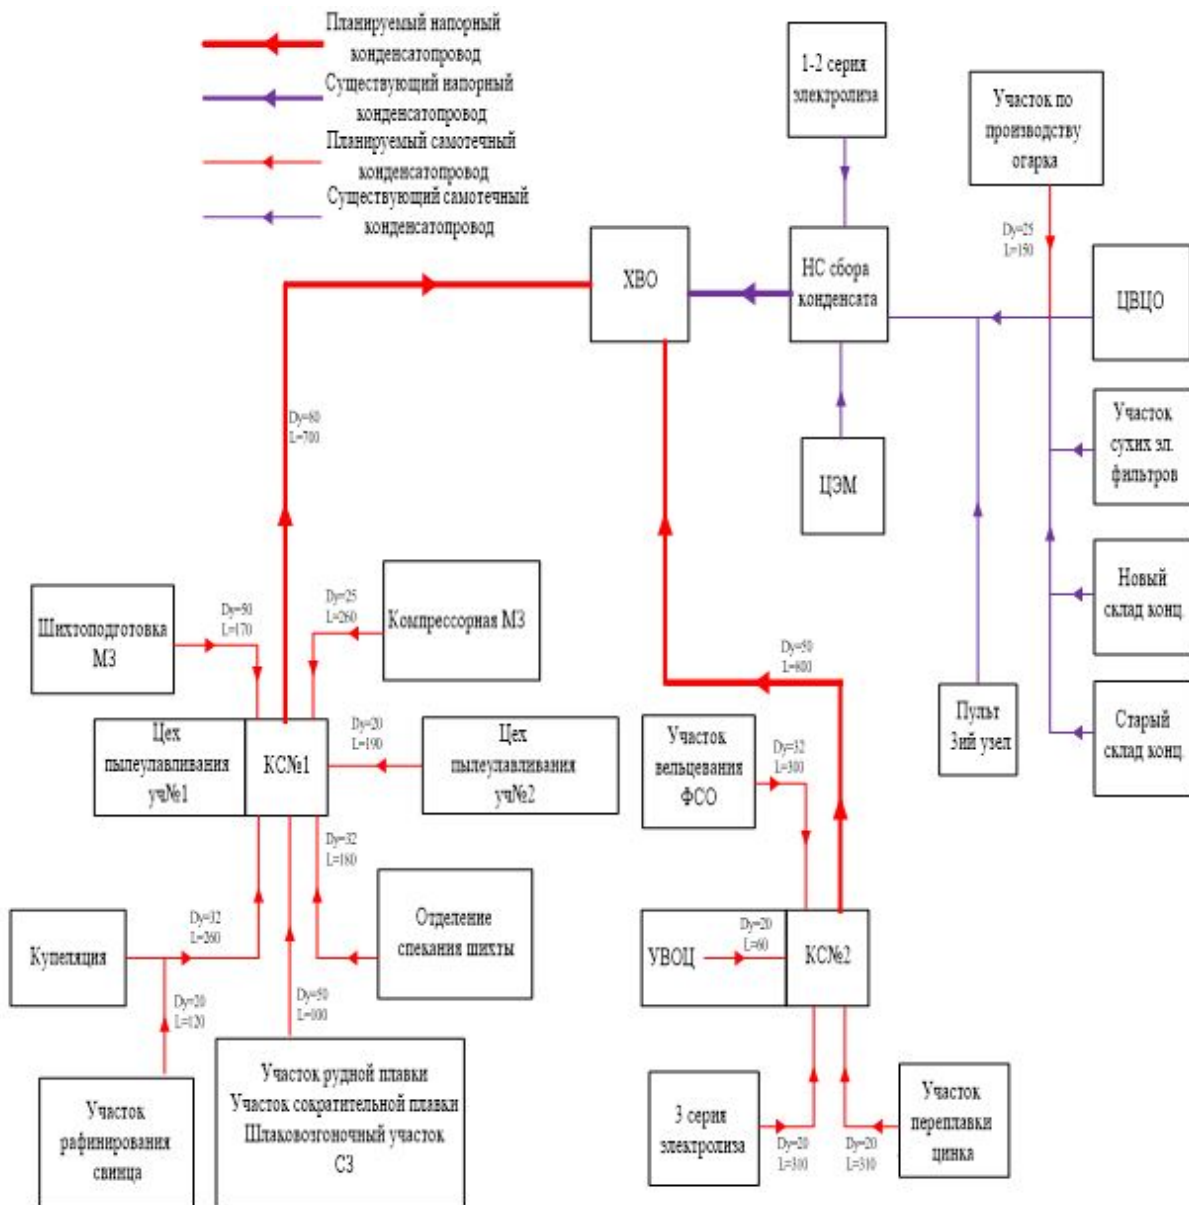 Планируемый напорный
конденсатопровод
Существующий напорный
конденсатопровод
Планируемый самотечный
конденсатопровод
Существующий самотечный
конденсатопровод
1-2 серия
электролиза
Участок по
производству
огарка
Dy=25
L=150
ХВО
НС сбора
конденсата
ЦВЦО
Участок
сухих эл.
фильтров
ЦЭМ
Новый
склад конц.
Старый
склад конц.
Пульт
3ий узел
Dy=80
L=700
Шихтоподготовка
МЗ
Dy=50
L=170
Dy=25
L=260
Компрессорная МЗ
Цех
пылеулавливания
уч№1
КС№1
Dy=20
L=190
Цех
пылеулавливания
уч№2
Dy=50
L=800
Участок
вельцевания
ФСО
Dy=32
L=300
Dy=32
L=180
Купеляция
Dy=32
L=260
Отделение
спекания шихты
Dy=20
L=120
Dy=50
L=100
УВОЦ
Dy=20
L=60
КС№2
Участок
рафинирования
свинца
Участок рудной плавки
Участок сократительной плавки
Шлаковозгоночный участок
СЗ
3 серия
электролиза
Dy=20
L=310
Dy=20
L=310
Участок
переплавки
цинка